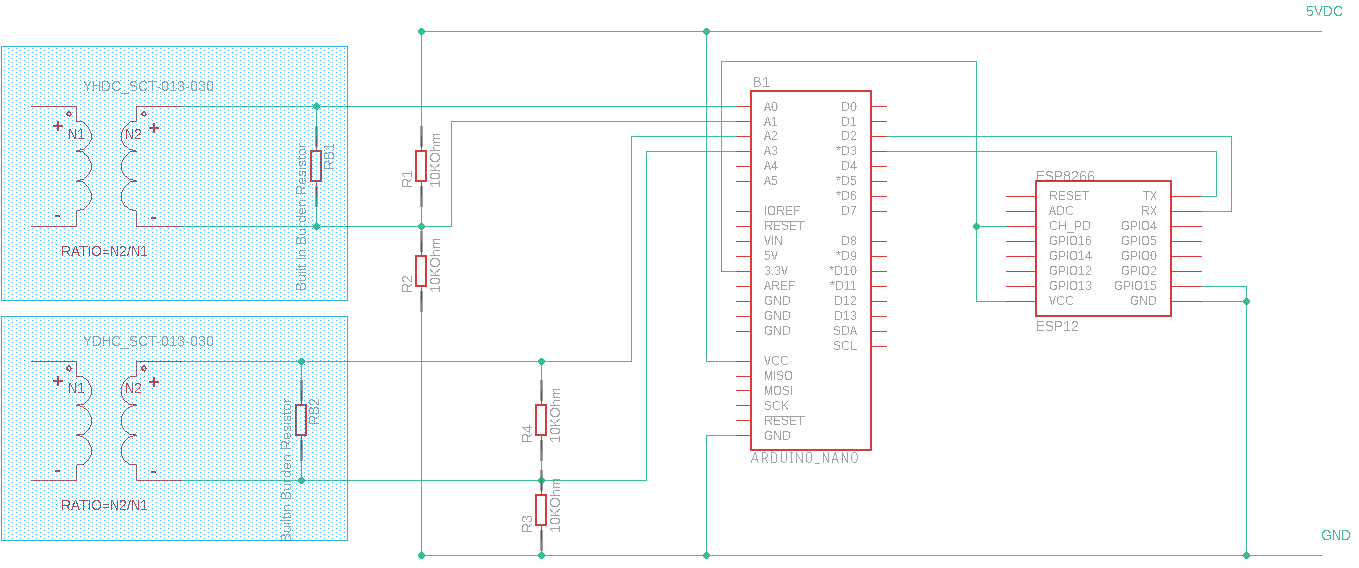 5VDC
YHDC_SCT-013-030
N1
N2
+
+
-
-
RATIO=N2/N1
Built In Burden Resistor
RB1
R1
10KOhm
R2
10KOhm
YDHC_SCT-013-030
N1
N2
+
+
-
-
RATIO=N2/N1
Builtin Burden Resistor
RB2
R4
10KOhm
R3
10KOhm
B1
A0 D0
A1 D1
A2 D2
A3 *D3
A4 D4
A5 *D5
*D6
IOREF D7
RESET
VIN D8
5V *D9
3.3V *D10
AREF *D11
GND D12
GND D13
GND SDA
SCL
VCC
MISO
MOSI
SCK
RESET
GND
ARDUINO_NANO
ESP8266
RESET TX
ADC RX
CH_PD GPIO4
GPIO16 GPIO5
GPIO14 GPIO0
GPIO12 GPIO2
GPIO13 GPIO15
VCC GND
ESP12
GND